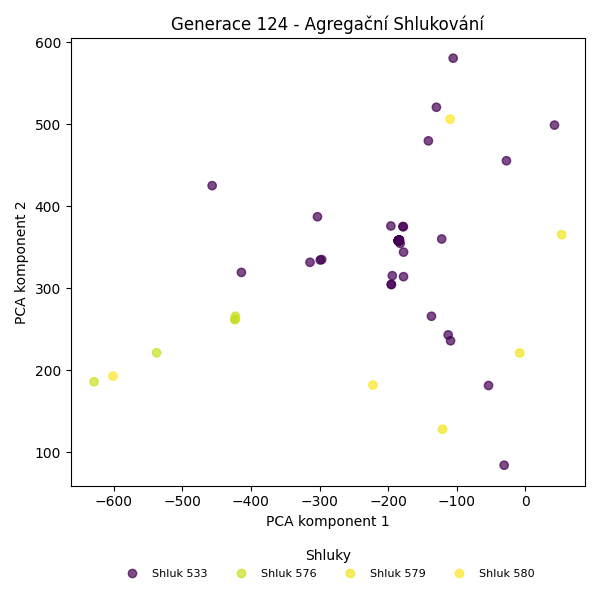 Generace 124 - Agregační Shlukování
600
500
400
300
200
100
PCA komponent 2
−600 −500 −400 −300 −200 −100 0
PCA komponent 1
Shluky
Shluk 533 Shluk 576 Shluk 579 Shluk 580